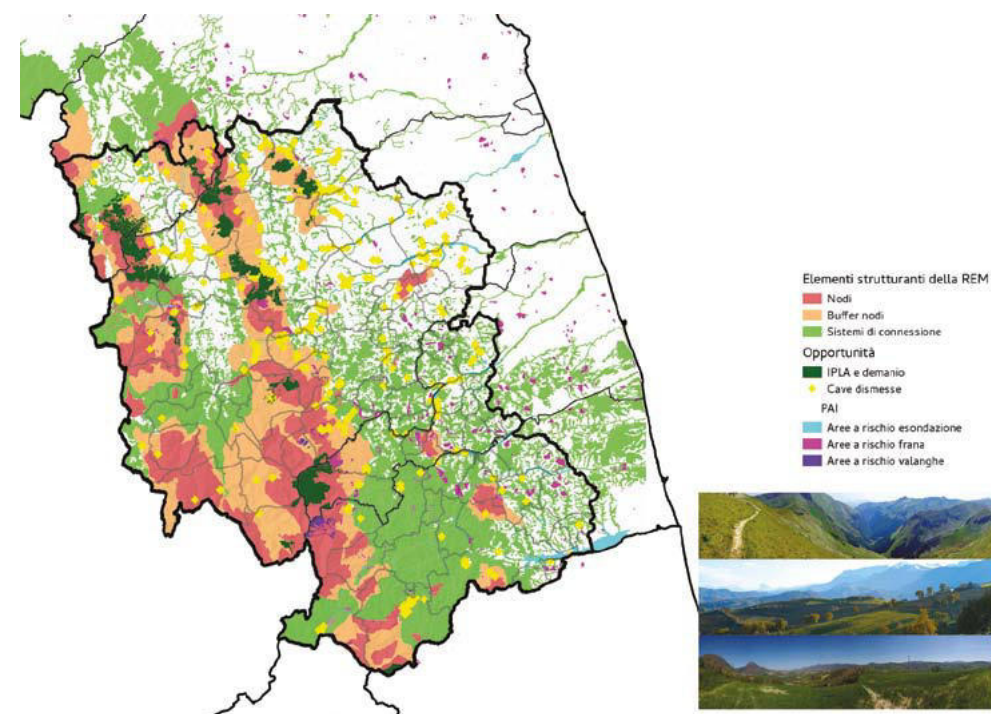 Elementi strutturanti della REM
Nodi
Buffer nodi
Sistemi di connessione
Opportunità
IPLA e demanio
Cave dismesse
PAI
Aree a rischio esondazione
Aree a rischio frana
Aree a rischio valanghe